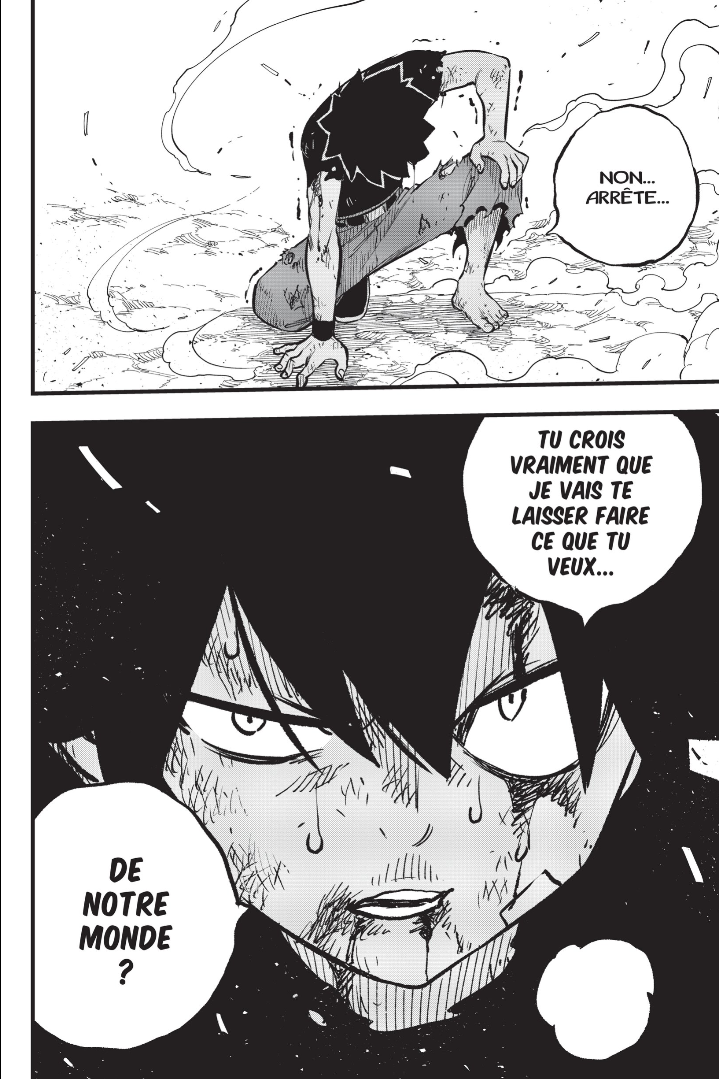 NON...
ARRÊTE...
TU CROIS
VRAIMENT QUE
JE VAIS TE
LAISSER FAIRE
CE QUE TU
VEUX...
DE
NOTRE
MONDE
?